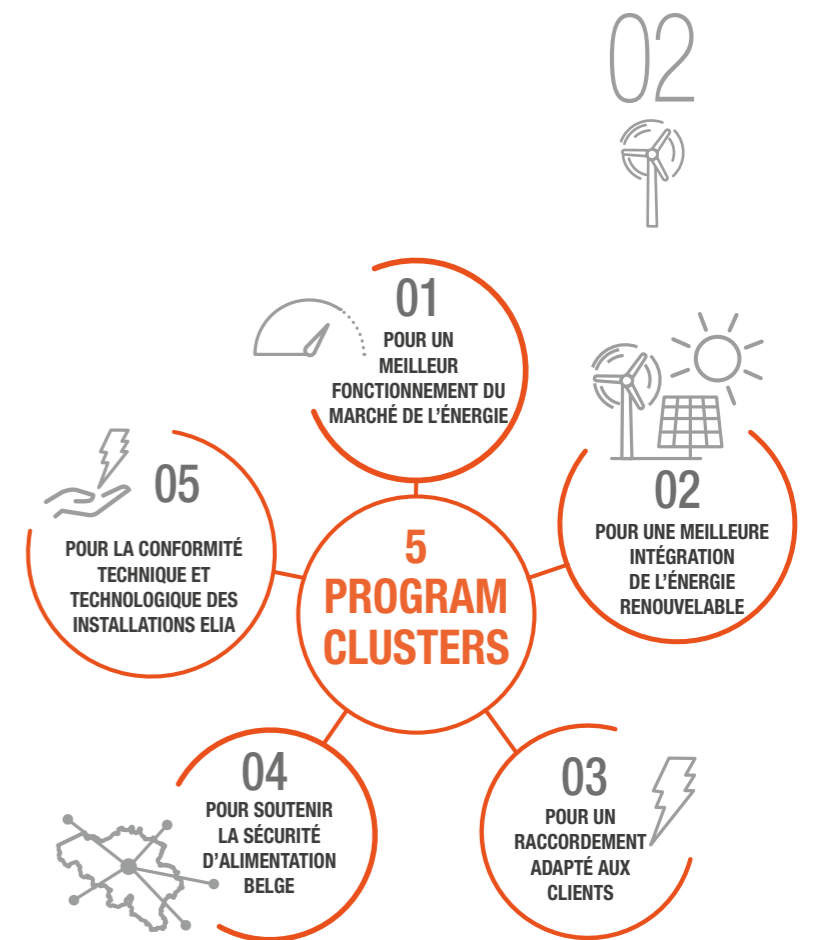 02
01
POUR UN
MEILLEUR
FONCTIONNEMENT DU
MARCHÉ DE L'ÉNERGIE
02
POUR UNE MEILLEURE
INTÉGRATION
DE L'ÉNERGIE
RENOUVELABLE
05
POUR LA CONFORMITÉ
TECHNIQUE ET
TECHNOLOGIQUE DES
INSTALLATIONS ELIA
5
PROGRAM
CLUSTERS
04
POUR SOUTENIR
LA SÉCURITÉ
D'ALIMENTATION
BELGE
03
POUR UN
RACCORDEMENT
ADAPTÉ AUX
CLIENTS